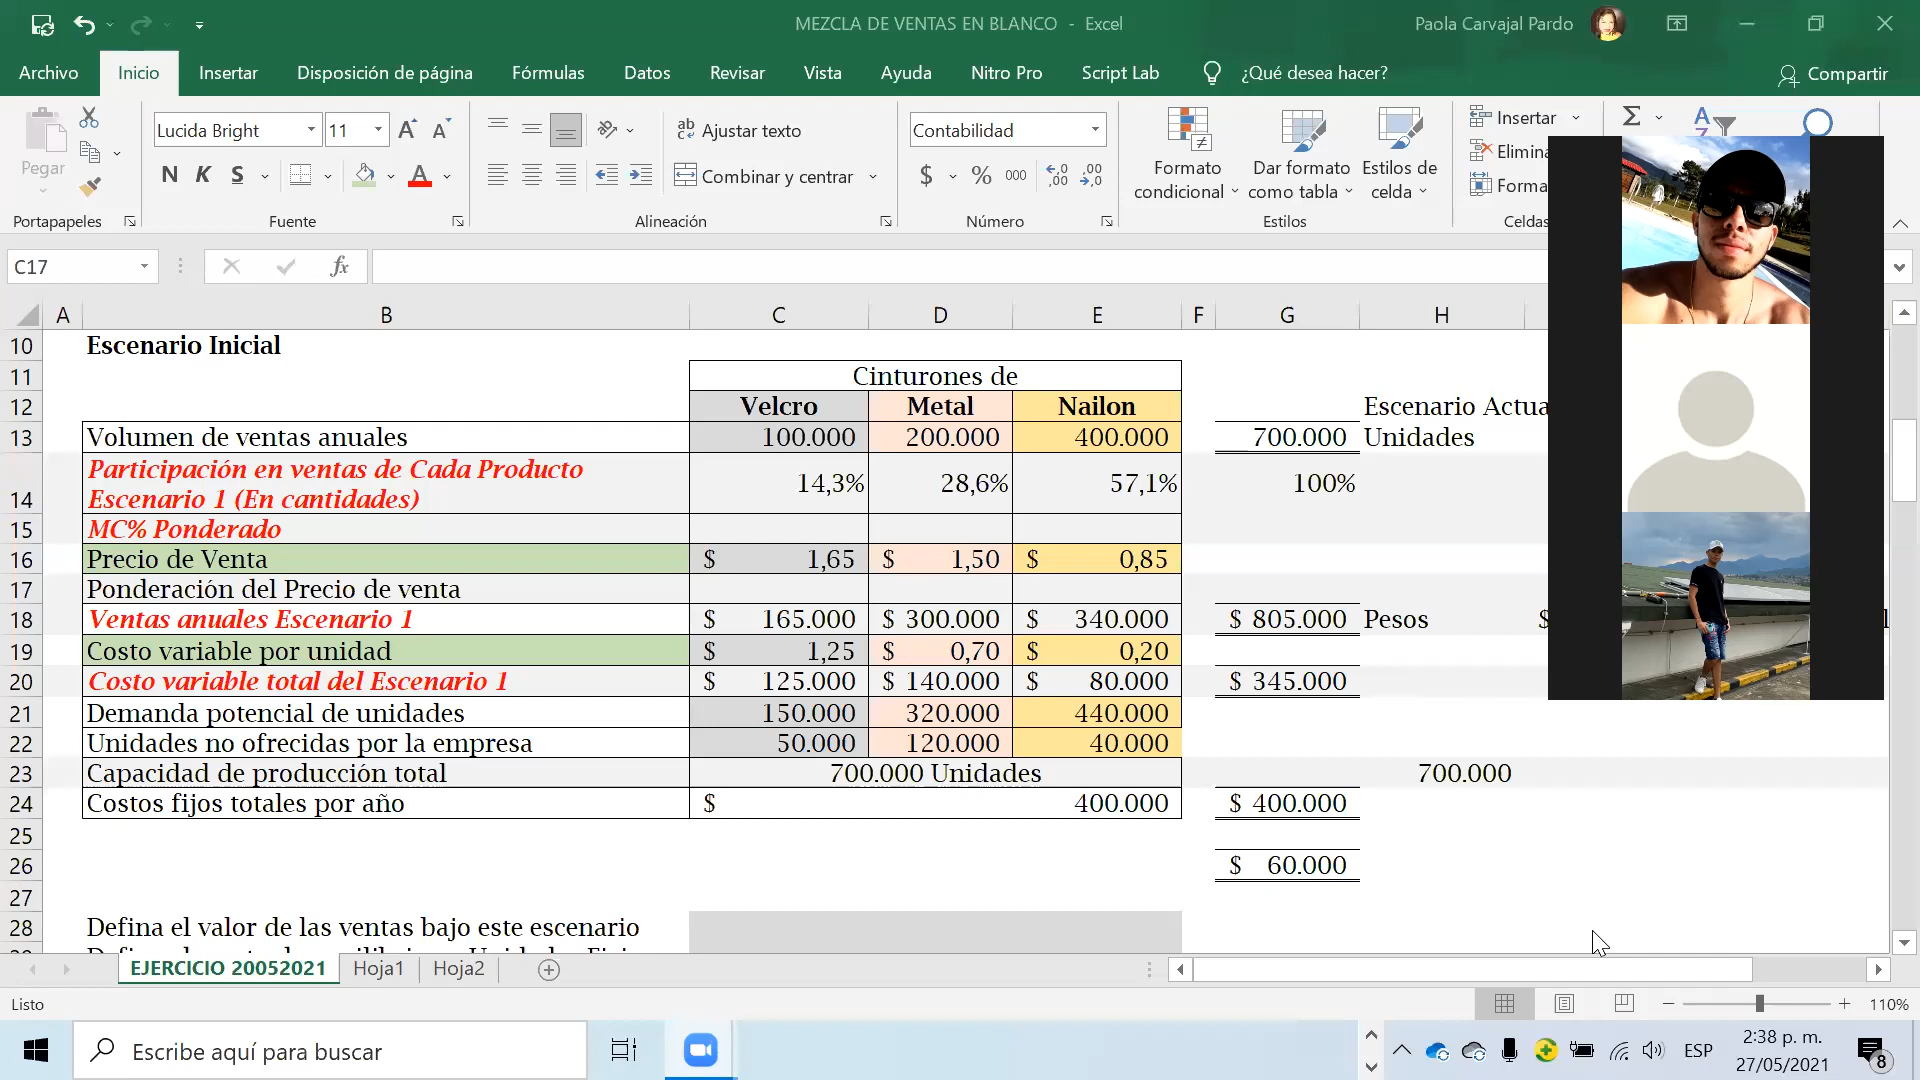 MEZCLA DE VENTAS EN BLANCO - Excel
Paola Carvajal Pardo
Archivo Inicio Insertar Disposición de página Fórmulas Datos Revisar Vista Ayuda Nitro Pro Script Lab ¿Qué desea hacer? Compartir
Pegar
Lucida Bright 11
N K S
Ajustar texto
Combinar y centrar
Contabilidad
$ % 000
Formato condicional
Dar formato como tabla
Estilos de celda
Insertar
Elimina
Forma
Portapapeles Fuente Alineación Número Estilos Celdas
C17 fx
A B C D E F G H
10 Escenario Inicial
11 Cinturones de
12 Velcro Metal Nailon Escenario Actua
13 Volumen de ventas anuales 100.000 200.000 400.000 700.000 Unidades
Participación en ventas de Cada Producto
14 Escenario 1 (En cantidades) 14,3% 28,6% 57,1% 100%
15 MC% Ponderado
16 Precio de Venta $ 1,65 $ 1,50 $ 0,85
17 Ponderación del Precio de venta
18 Ventas anuales Escenario 1 $ 165.000 $ 300.000 $ 340.000 $ 805.000 Pesos $
19 Costo variable por unidad $ 1,25 $ 0,70 $ 0,20
20 Costo variable total del Escenario 1 $ 125.000 $ 140.000 $ 80.000 $ 345.000
21 Demanda potencial de unidades 150.000 320.000 440.000
22 Unidades no ofrecidas por la empresa 50.000 120.000 40.000
23 Capacidad de producción total 700.000 Unidades 700.000
24 Costos fijos totales por año $ 400.000 $ 400.000
25
26 $ 60.000
27
28 Defina el valor de las ventas bajo este escenario
EJERCICIO 20052021 Hoja1 Hoja2
Listo 110%
Escribe aquí para buscar
ESP
2:38 p. m.
27/05/2021
8